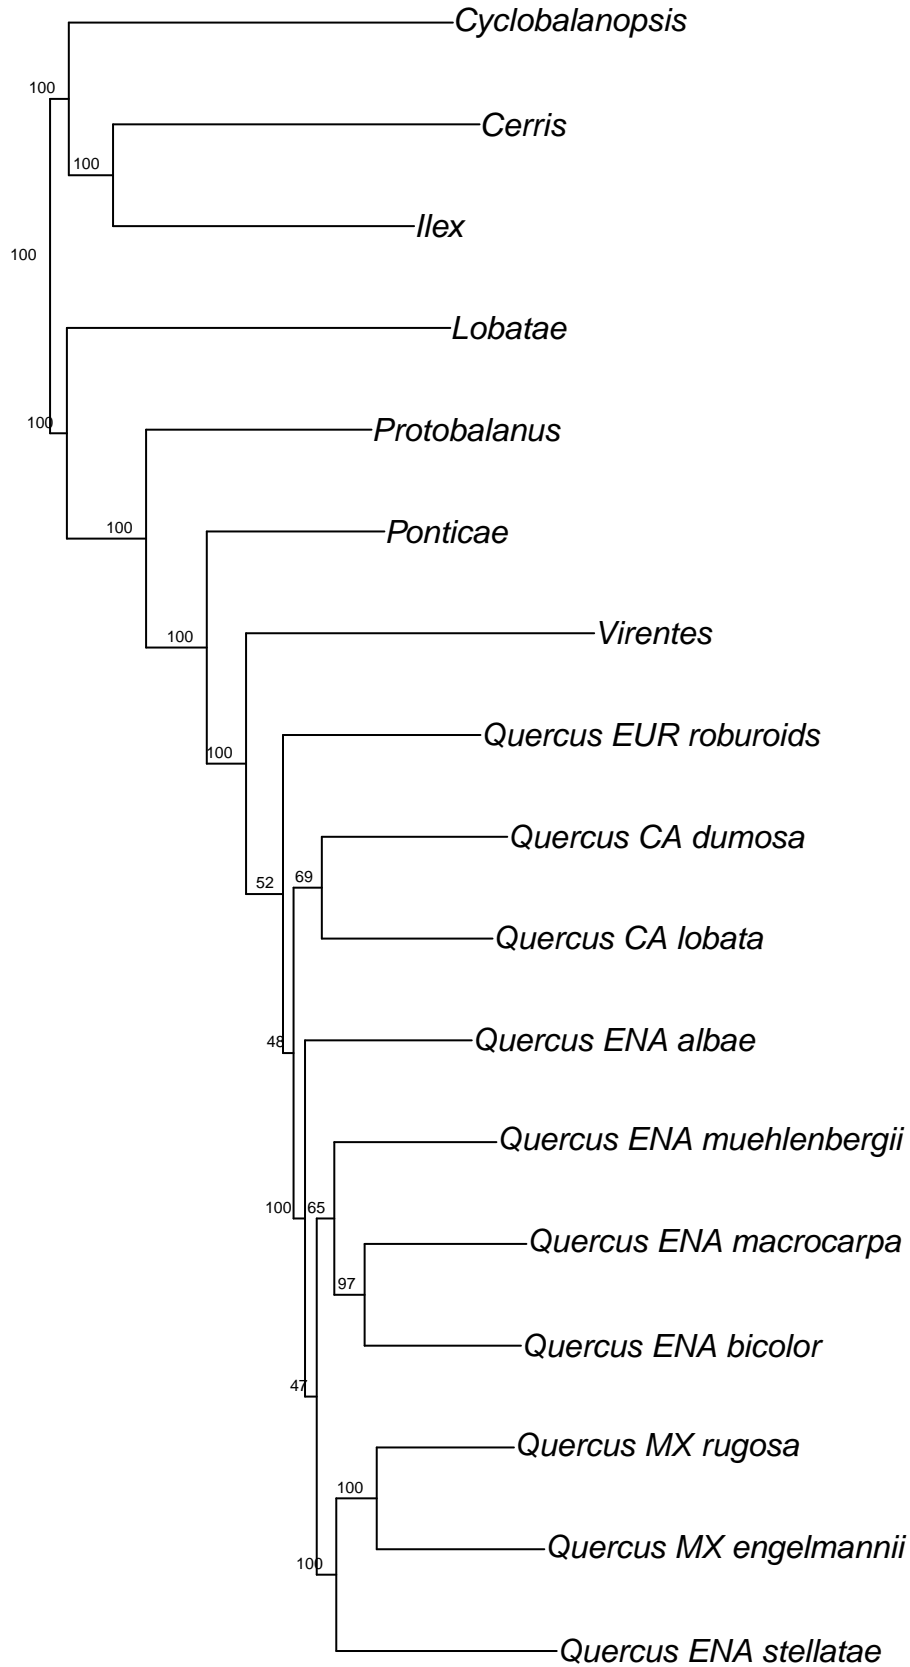 Cyclobalanopsis
100
Cerris
100
Ilex
100
Lobatae
100
Protobalanus
100
Ponticae
Virentes
100
Quercus EUR roburoids
100
Quercus CA dumosa
69
52
Quercus CA lobata
48
Quercus ENA albae
Quercus ENA muehlenbergii
100
65
Quercus ENA macrocarpa
97
Quercus ENA bicolor
47
Quercus MX rugosa
100
Quercus MX engelmannii
100
Quercus ENA stellatae